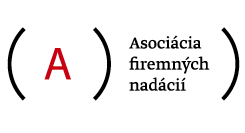 ( A )
Asociácia
firemných
nadácií )